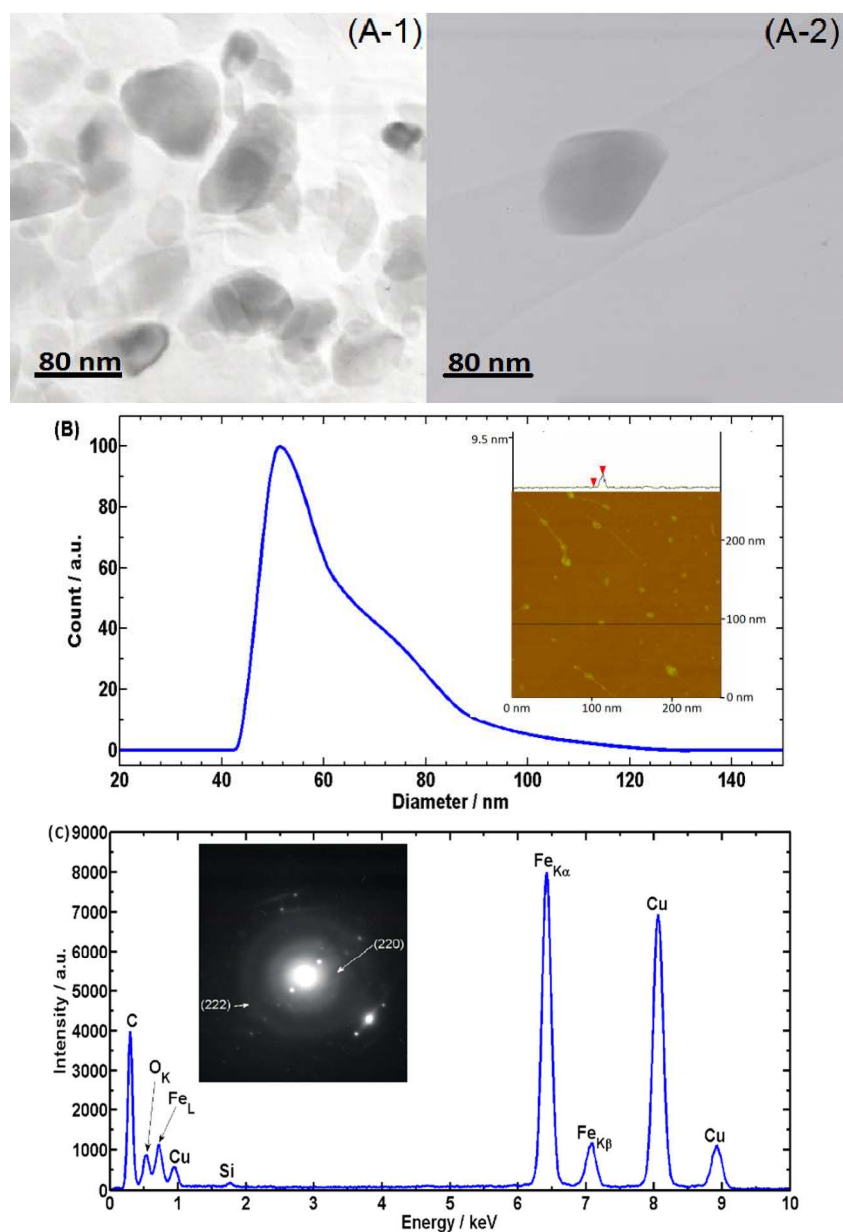 (A-1)
(A-2)
80 nm
80 nm
(B)
100
80
60
40
20
0
Count / a.u.
20 40 60 80 100 120 140
Diameter / nm
9.5 nm
200 nm
100 nm
0 nm
0 nm 100 nm 200 nm
(C)
9000
8000
7000
6000
5000
4000
3000
2000
1000
0
Intensity / a.u.
C
O_K
Fe_L
Cu
Si
Fe_Kα
Fe_Kβ
Cu
Cu
(220)
(222)
0 1 2 3 4 5 6 7 8 9 10
Energy / keV